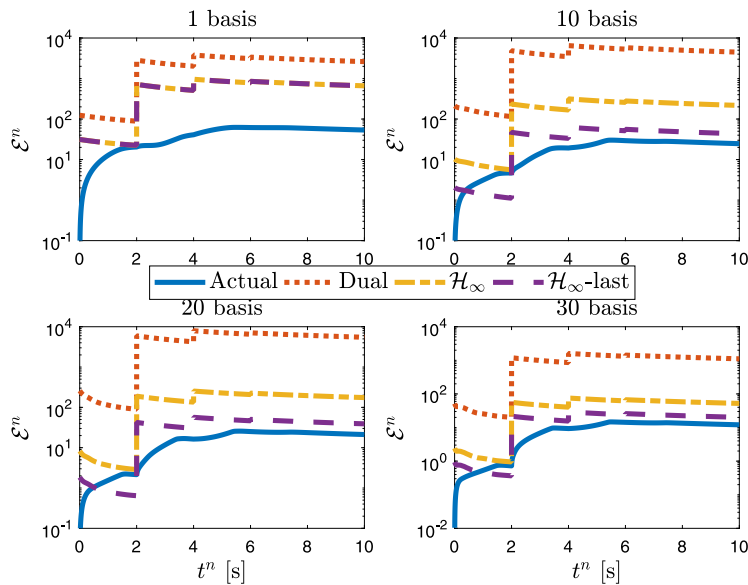 1 basis
10 basis
10^4
10^2
10^1
10^-1
ℰ^n
0 2 4 6 8 10
10^4
10^2
10^1
10^-1
ℰ^n
0 2 4 6 8 10
Actual Dual ℋ_∞ ℋ_∞-last
20 basis
30 basis
10^4
10^2
10^1
10^-1
ℰ^n
0 2 4 6 8 10
t^n [s]
10^4
10^2
10^0
10^-2
ℰ^n
0 2 4 6 8 10
t^n [s]